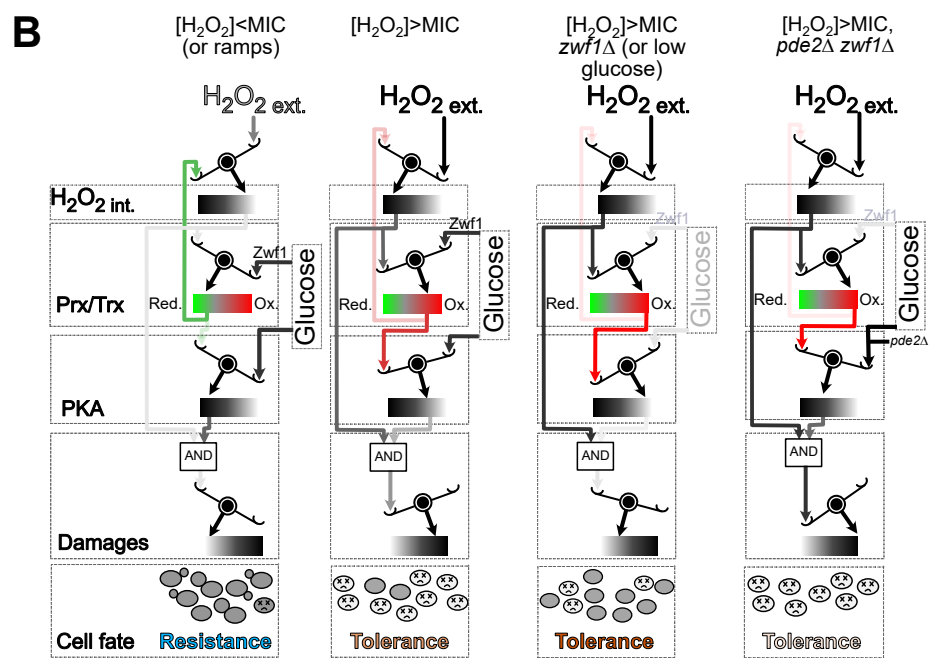 B
[H₂O₂]<MIC
(or ramps)
[H₂O₂]>MIC
[H₂O₂]>MIC
zwf1Δ (or low
glucose)
[H₂O₂]>MIC,
pde2Δ zwf1Δ
H₂O₂ ext.
H₂O₂ ext.
H₂O₂ ext.
H₂O₂ ext.
H₂O₂ int.
Zwf1
Zwf1
Zwf1
Zwf1
Glucose
Glucose
Glucose
Glucose
Prx/Trx
Red.
Ox.
Red.
Ox.
Red.
Ox.
Red.
Ox.
pde2Δ
PKA
AND
AND
AND
AND
Damages
Cell fate
Resistance
Tolerance
Tolerance
Tolerance